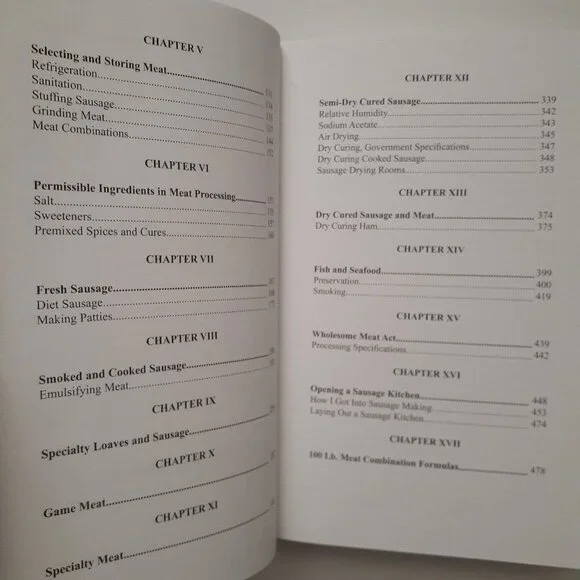 CHAPTER V
Selecting and Storing Meat
Refrigeration
Sanitation
Stuffing Sausage
Grinding Meat
Meat Combinations
CHAPTER VI
Permissible Ingredients in Meat Processing
Salt
Sweeteners
Premixed Spices and Cures
CHAPTER VII
Fresh Sausage
Diet Sausage
Making Patties
CHAPTER VIII
Smoked and Cooked Sausage
Emulsifying Meat
CHAPTER IX
Specialty Loaves and Sausage
CHAPTER X
Game Meat
CHAPTER XI
Specialty Meat
CHAPTER XII
Semi-Dry Cured Sausage 339
Relative Humidity 342
Sodium Acetate 343
Air Drying 345
Dry Curing, Government Specifications 347
Dry Curing Cooked Sausage 348
Sausage Drying Rooms 353
CHAPTER XIII
Dry Cured Sausage and Meat 374
Dry Curing Ham 375
CHAPTER XIV
Fish and Seafood 399
Preservation 400
Smoking 419
CHAPTER XV
Wholesome Meat Act 439
Processing Specifications 442
CHAPTER XVI
Opening a Sausage Kitchen 448
How I Got Into Sausage Making 453
Laying Out a Sausage Kitchen 474
CHAPTER XVII
100 Lb. Meat Combination Formulas 478